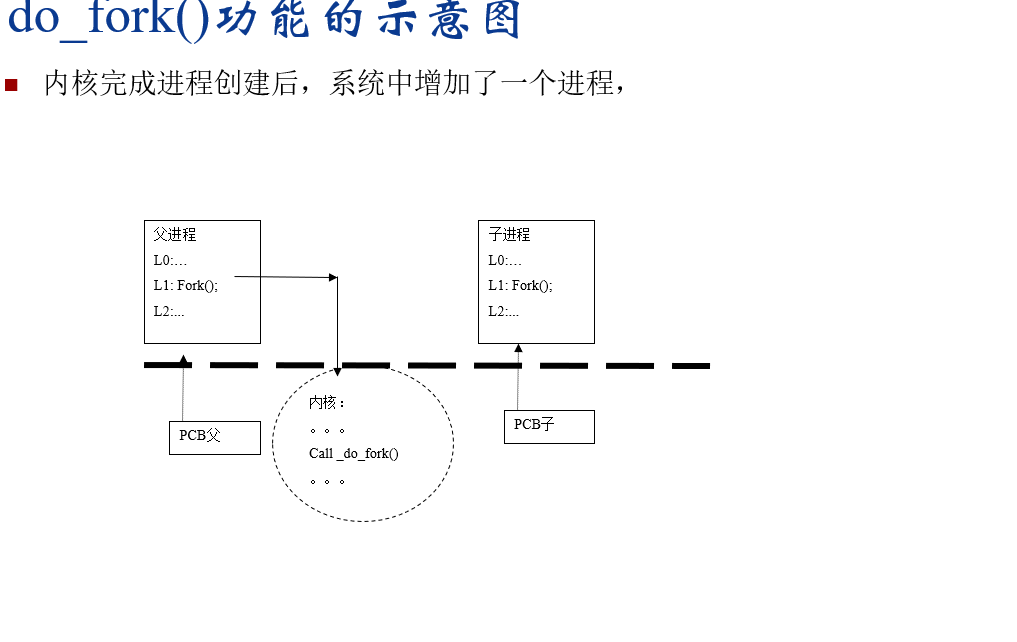 do_fork()功能的示意图
内核完成进程创建后，系统中增加了一个进程，
父进程
L0:…
L1: Fork();
L2:...
子进程
L0:…
L1: Fork();
L2:...
PCB父
内核：
。。。
Call _do_fork()
。。。
PCB子